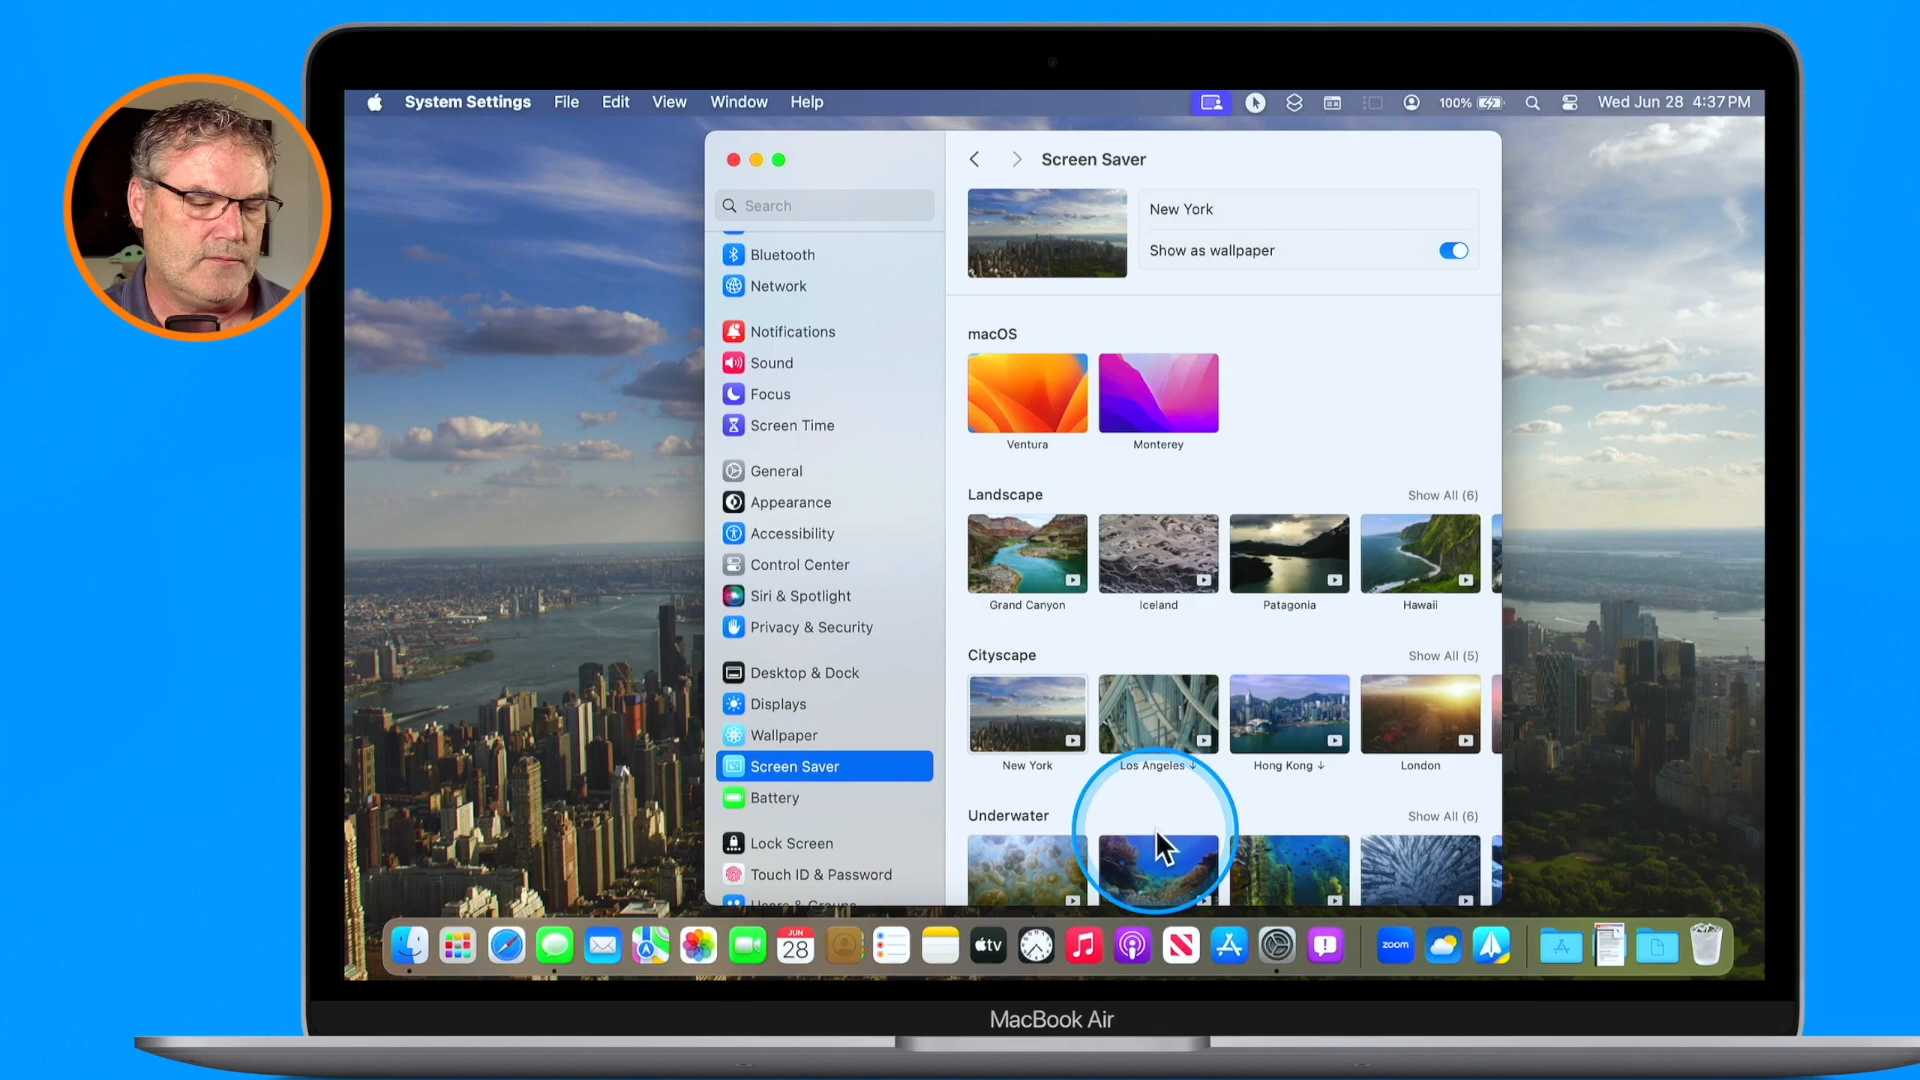 System Settings File Edit View Window Help
100%
Wed Jun 28 4:37 PM
Search
Bluetooth
Network
Notifications
Sound
Focus
Screen Time
General
Appearance
Accessibility
Control Center
Siri & Spotlight
Privacy & Security
Desktop & Dock
Displays
Wallpaper
Screen Saver
Battery
Lock Screen
Touch ID & Password
Users & Groups
Screen Saver
New York
Show as wallpaper
macOS
Ventura
Monterey
Landscape
Show All (6)
Grand Canyon
Iceland
Patagonia
Hawaii
Cityscape
Show All (5)
New York
Los Angeles ↓
Hong Kong ↓
London
Underwater
Show All (6)
JUN
28
tv
zoom
MacBook Air